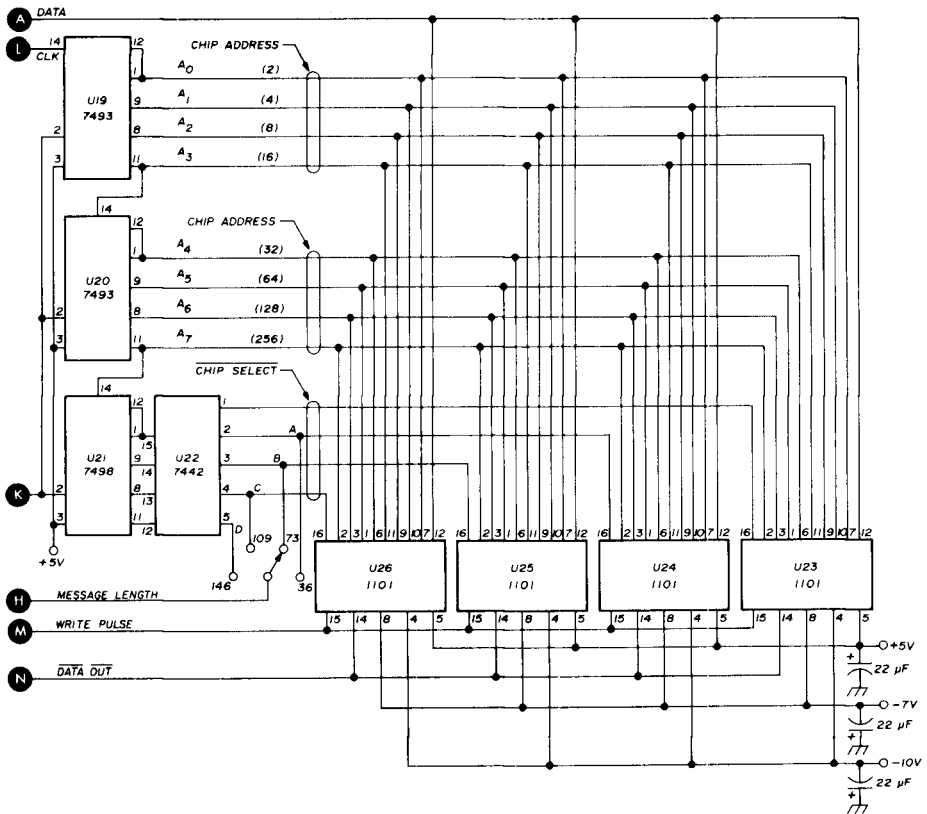 A DATA
L 14 CLK
12
1
9
8
11
2
3
U19
7493
A0 (2)
A1 (4)
A2 (8)
A3 (16)
CHIP ADDRESS
14
12
1
9
8
11
2
3
U20
7493
A4 (32)
A5 (64)
A6 (128)
A7 (256)
CHIP ADDRESS
CHIP SELECT
14
12
1
9
8
11
2
3
U21
7498
15
14
13
12
U22
7442
1
2 A
3 B
4 C
5 D
K
+5V
109
73
146
36
16 2 3 1 6 11 9 10 7 12
U26
1101
15 14 8 4 5
16 2 3 1 6 11 9 10 7 12
U25
1101
15 14 8 4 5
16 2 3 1 6 11 9 10 7 12
U24
1101
15 14 8 4 5
16 2 3 1 6 11 9 10 7 12
U23
1101
15 14 8 4 5
H MESSAGE LENGTH
M WRITE PULSE
N DATA OUT
+5V
+ 22 µF
-7V
+ 22 µF
-10V
+ 22 µF